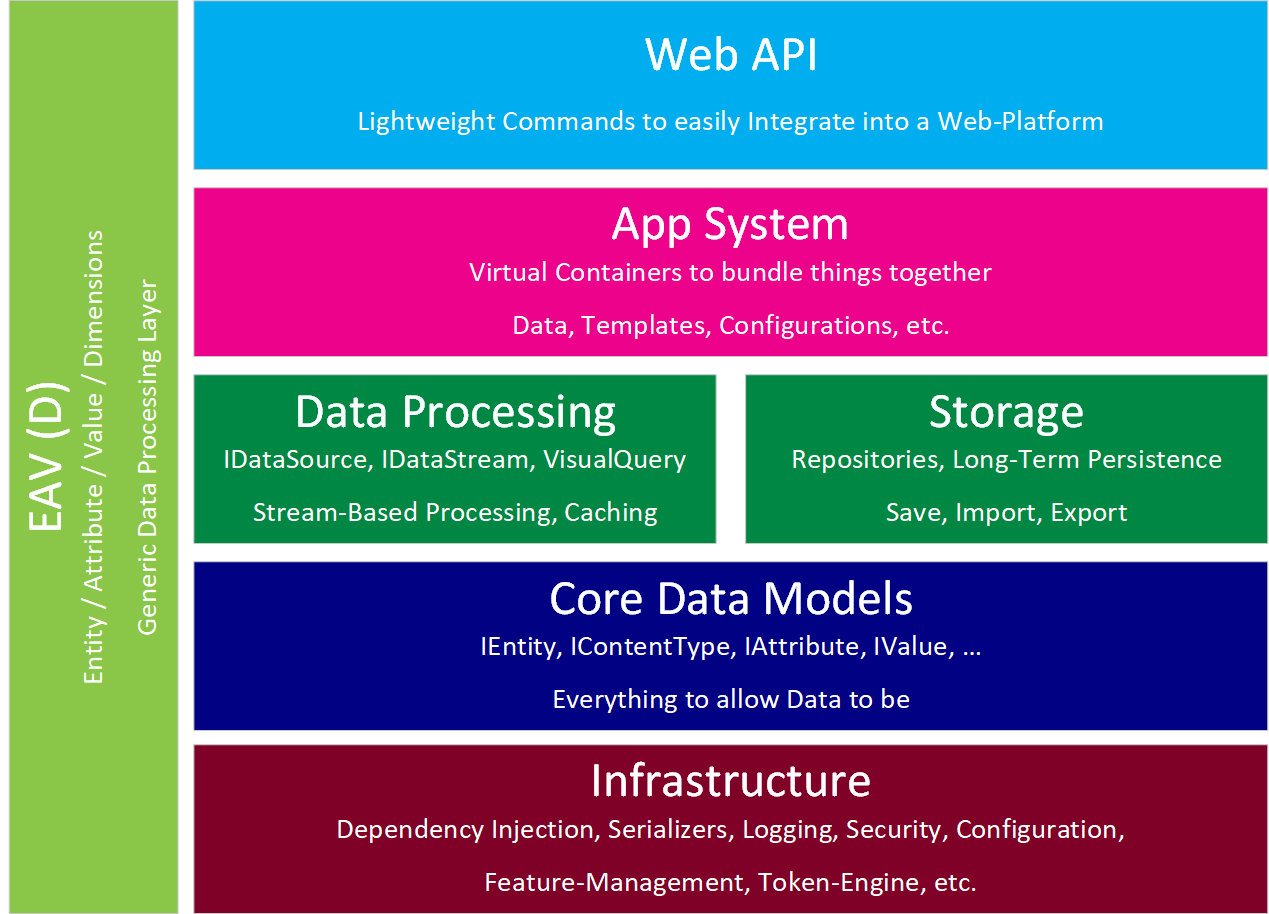 EAV (D)
Entity / Attribute / Value / Dimensions
Generic Data Processing Layer
Web API
Lightweight Commands to easily Integrate into a Web-Platform
App System
Virtual Containers to bundle things together
Data, Templates, Configurations, etc.
Data Processing
IDataSource, IDataStream, VisualQuery
Stream-Based Processing, Caching
Storage
Repositories, Long-Term Persistence
Save, Import, Export
Core Data Models
IEntity, IContentType, IAttribute, IValue, …
Everything to allow Data to be
Infrastructure
Dependency Injection, Serializers, Logging, Security, Configuration,
Feature-Management, Token-Engine, etc.